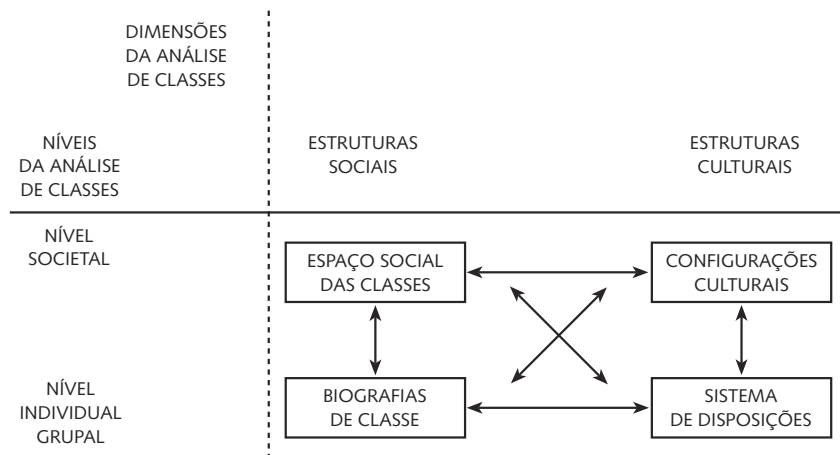 DIMENSÕES
DA ANÁLISE
DE CLASSES
NÍVEIS
DA ANÁLISE
DE CLASSES
ESTRUTURAS
SOCIAIS
ESTRUTURAS
CULTURAIS
NÍVEL
SOCIETAL
ESPAÇO SOCIAL
DAS CLASSES
CONFIGURAÇÕES
CULTURAIS
NÍVEL
INDIVIDUAL
GRUPAL
BIOGRAFIAS
DE CLASSE
SISTEMA
DE DISPOSIÇÕES